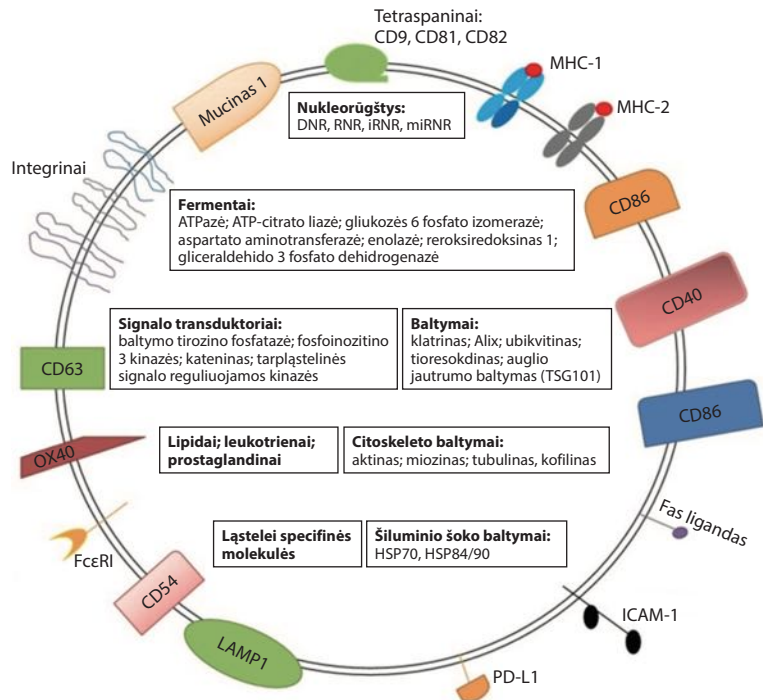 Tetraspaninai:
CD9, CD81, CD82
Mucinas 1
MHC-1
MHC-2
Nukleorūgštys:
DNR, RNR, iRNR, miRNR
Integrinai
CD86
Fermentai:
ATPazė; ATP-citrato liazė; gliukozės 6 fosfato izomerazė;
aspartato aminotransferazė; enolazė; reroksiredoksinas 1;
gliceraldehido 3 fosfato dehidrogenazė
CD40
Signalo transduktoriai:
baltymo tirozino fosfatazė; fosfoinozitino
3 kinazės; kateninas; tarpląstelinės
signalo reguliuojamos kinazės
Baltymai:
klatrinas; Alix; ubikvitinas;
tioresokdinas; auglio
jautrumo baltymas (TSG101)
CD63
CD86
OX40
Lipidai; leukotrienai;
prostaglandinai
Citoskeleto baltymai:
aktinas; miozinas; tubulinas, kofilinas
Fas ligandas
FcεRI
Ląstelei specifinės
molekulės
Šiluminio šoko baltymai:
HSP70, HSP84/90
CD54
ICAM-1
LAMP1
PD-L1